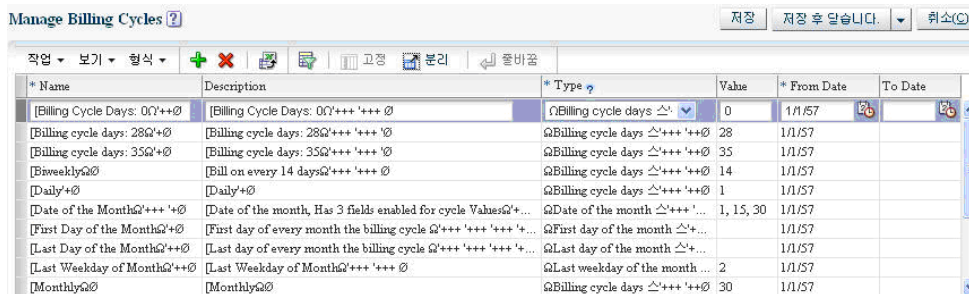 Manage Billing Cycles ?
저장 저장 후 닫습니다. 취소(C)
작업 보기 형식 고정 분리 줄바꿈
* Name Description * Type ? Value * From Date To Date
[Billing Cycle Days: 0Ω'++Ø [Billing Cycle Days: 0Ω'+++ '+++ Ø ΩBilling cycle days 스'· 0 1/1/57
[Billing cycle days: 28Ω'+Ø [Billing cycle days: 28Ω'+++ '+++ 'Ø ΩBilling cycle days 스'+++ '++Ø 28 1/1/57
[Billing cycle days: 35Ω'+Ø [Billing cycle days: 35Ω'+++ '+++ 'Ø ΩBilling cycle days 스'+++ '++Ø 35 1/1/57
[BiweeklyΩØ [Bill on every 14 daysΩ'+++ '+++ Ø ΩBilling cycle days 스'+++ '++Ø 14 1/1/57
[Daily'+Ø [Daily'+Ø ΩBilling cycle days 스'+++ '++Ø 1 1/1/57
[Date of the MonthΩ'+++ '+Ø [Date of the month, Has 3 fields enabled for cycle ValuesΩ'+... ΩDate of the month 스'+++ '... 1, 15, 30 1/1/57
[First Day of the MonthΩ'++Ø [First day of every month the billing cycle Ω'+++ '+++ '+++ '+... ΩFirst day of the month 스'+... 1/1/57
[Last Day of the MonthΩ'++Ø [Last day of every month the billing cycle Ω'+++ '+++ '+++ '+... ΩLast day of the month 스'+... 1/1/57
[Last Weekday of MonthΩ'++Ø [Last Weekday of MonthΩ'+++ '+++ Ø ΩLast weekday of the month ... 2 1/1/57
[MonthlyΩØ [MonthlyΩØ ΩBilling cycle days 스'+++ '++Ø 30 1/1/57